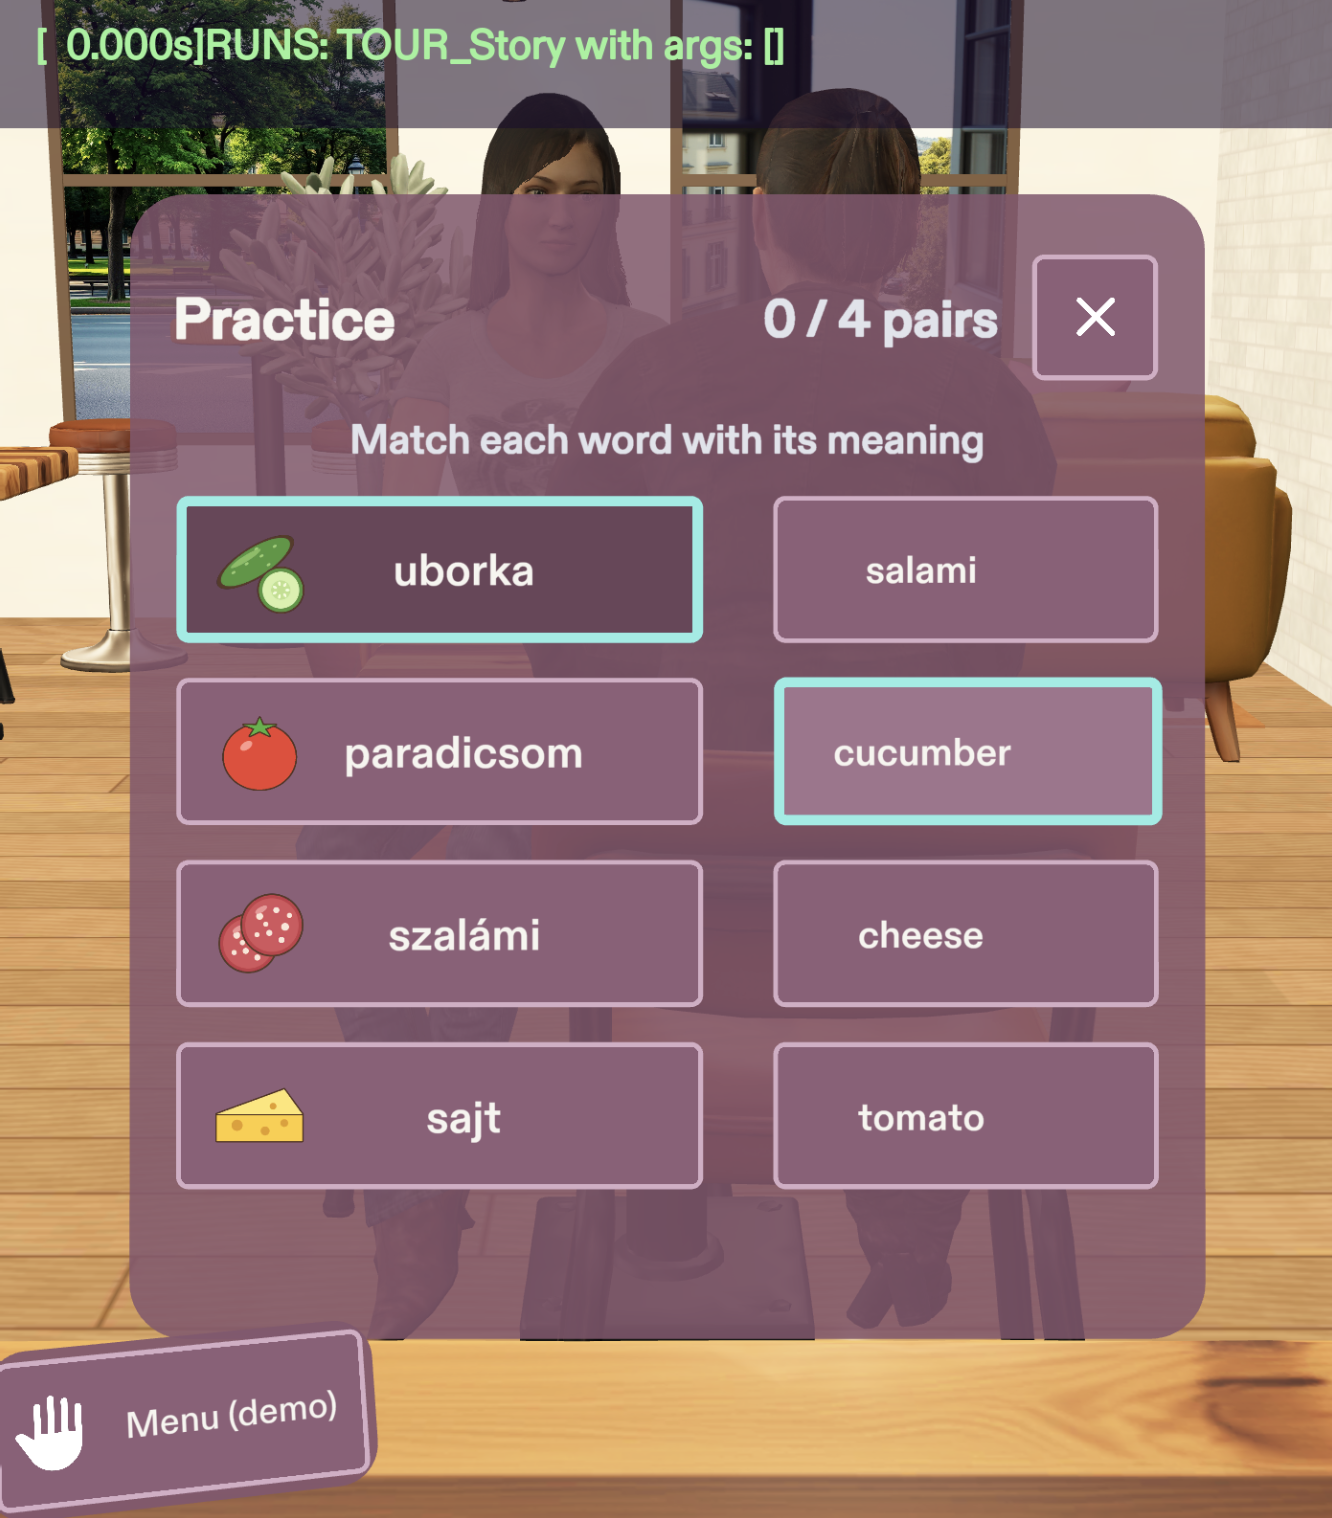 [  0.000s]RUNS: TOUR_Story with args: []
Practice
0 / 4 pairs
Match each word with its meaning
uborka
salami
paradicsom
cucumber
szalámi
cheese
sajt
tomato
Menu (demo)